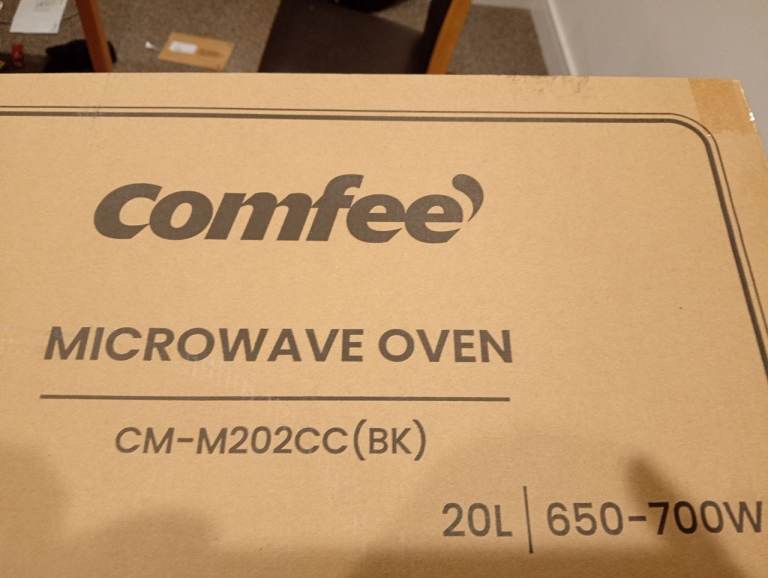 comfee'
MICROWAVE OVEN
CM-M202CC(BK)
20L | 650-700W